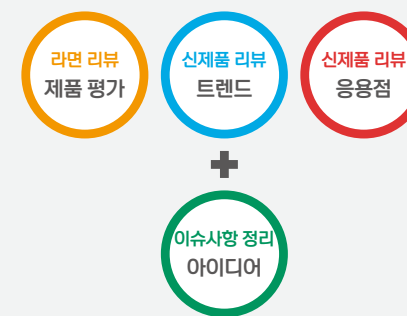 라면 리뷰
제품 평가
신제품 리뷰
트렌드
신제품 리뷰
응용점
이슈사항 정리
아이디어